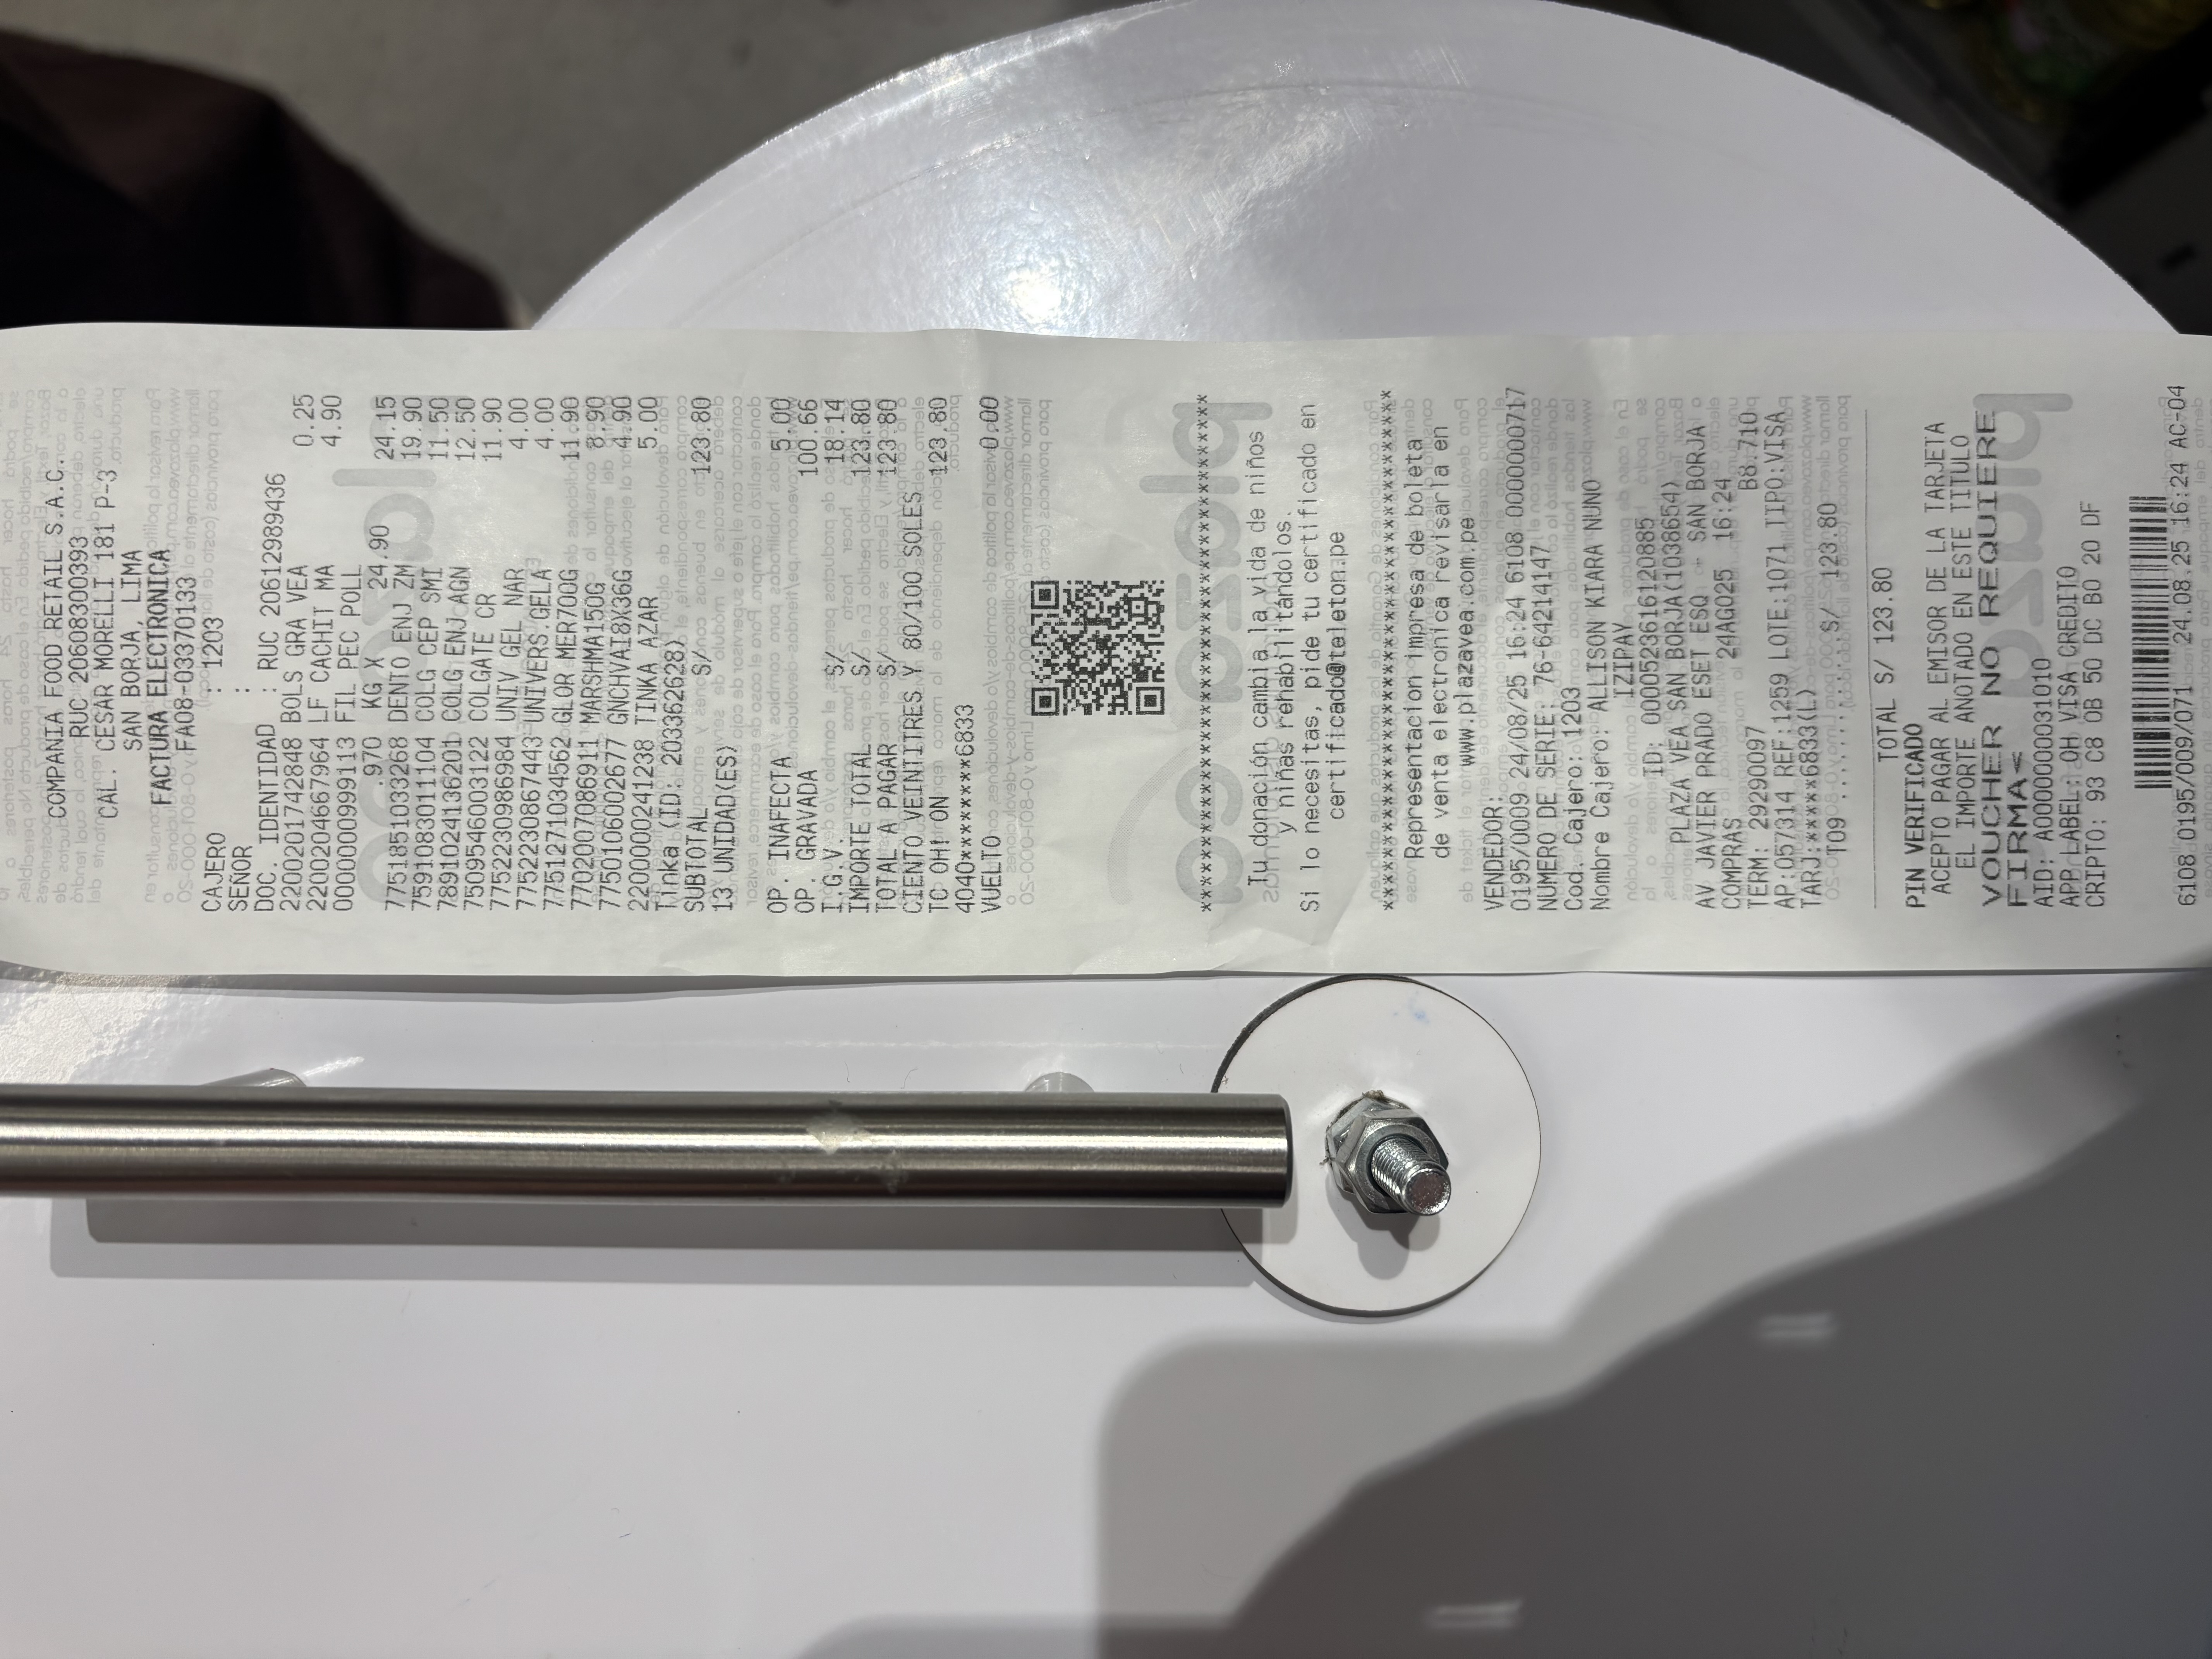 COMPANIA FOOD RETAIL S.A.C.
RUC 20608300393
CAL. CESAR MORELLI 181 P-3
SAN BORJA, LIMA
FACTURA ELECTRONICA
FA08-03370133
CAJERO : 1203
SEÑOR :
DOC. IDENTIDAD : RUC 20612989436
2200201742848 BOLS GRA VEA 0.25
2200204667964 LF CACHIT MA 4.90
0000000999113 FIL PEC POLL
.970 KG X 24.90 24.15
7751851033268 DENTO ENJ ZM 19.90
7591083011104 COLG CEP SMI 11.50
7891024136201 COLG ENJ AGN 12.50
7509546003122 COLGATE CR 11.90
7752230986984 UNIV GEL NAR 4.00
7752230867443 UNIVERS.GELA 4.00
7751271034562 GLOR MER700G 11.90
7702007086911 MARSHMA150G 8.90
7750106002677 GNCHVAI8X36G 4.90
2200000241238 TINKA AZAR 5.00
Tinka (ID: 203362628)
SUBTOTAL S/ 123.80
13 UNIDAD(ES)
OP. INAFECTA 5.00
OP. GRAVADA 100.66
I.G.V. S/ 18.14
IMPORTE TOTAL S/ 123.80
TOTAL A PAGAR S/ 123.80
CIENTO VEINTITRES Y 80/100 SOLES
TC OH! ON 123.80
4040********6833
VUELTO 0.00
****************************************
Tu donación cambia la vida de niños
y niñas rehabilitándolos.
Si lo necesitas, pide tu certificado en
certificado@teleton.pe
****************************************
Representacion impresa de boleta
de venta electronica revisarla en
www.plazavea.com.pe
VENDEDOR:
0195/0009 24/08/25 16:24 6108 0000000717
NUMERO DE SERIE: 76-64214147
Cod. Cajero: 1203
Nombre Cajero: ALLISON KIARA NUNO
IZIPAY
ID: 0000523616120885
PLAZA VEA SAN BORJA(1038654)
AV JAVIER PRADO ESET ESQ - SAN BORJA
COMPRAS 24AGO25 16:24
TERM: 29290097 B8.710
AP:057314 REF:1259 LOTE:1071 TIPO:VISA
TARJ:*****6833(L)
T09 .............S/ 123.80
TOTAL S/ 123.80
PIN VERIFICADO
ACEPTO PAGAR AL EMISOR DE LA TARJETA
EL IMPORTE ANOTADO EN ESTE TITULO
VOUCHER NO REQUIERE
FIRMA<
AID: A0000000031010
APP LABEL: OH VISA CREDITO
CRIPTO: 93 C8 0B 50 DC B0 20 DF
6108 0195/009/071 24.08.25 16:24 AC-04